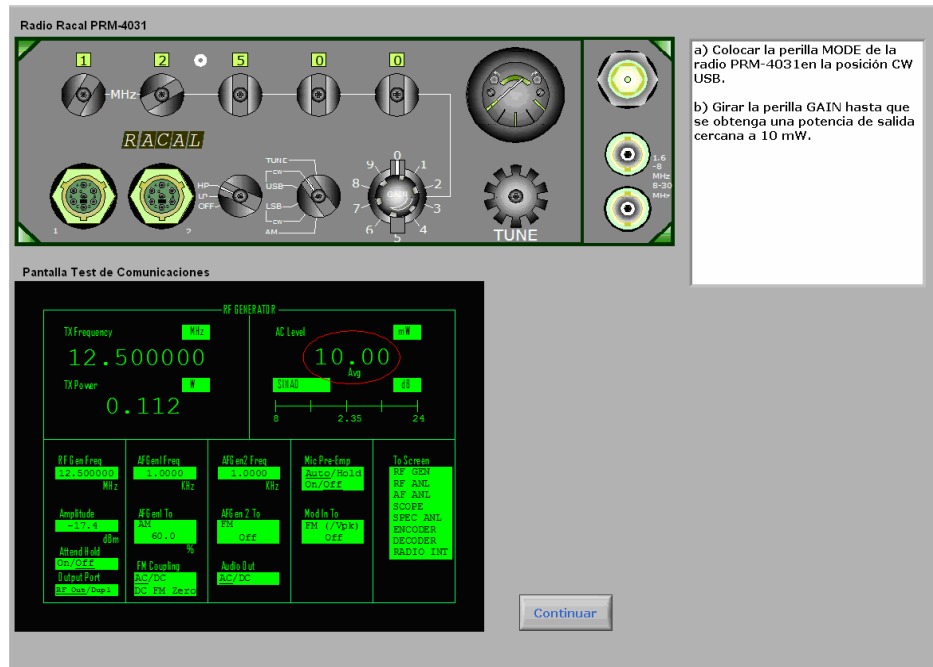 Radio Racal PRM-4031
1 2 5 0 0
MHz
RACAL
HP
LP
OFF
1
2
TUNE
CW
USB
LSB
CW
AM
0
9 1
8 GAIN 2
7 3
6 4
5
TUNE
1.6
-8
MHz
8-30
MHz
a) Colocar la perilla MODE de la
radio PRM-4031en la posición CW
USB.
b) Girar la perilla GAIN hasta que
se obtenga una potencia de salida
cercana a 10 mW.
Pantalla Test de Comunicaciones
RF GENERATOR
TX Frequency MHz
12.500000
TX Power W
0.112
AC Level mW
10.00
Avg
SINAD dB
8 2.35 24
RF Gen Freq
12.500000
MHz
Amplitude
-17.4
dBm
Attend Hold
On/Off
Output Port
RF Out/Dupl
AFGen1 Freq
1.0000
KHz
AFGen1 To
AM
60.0
%
FM Coupling
AC/DC
DC FM Zero
AFGen2 Freq
1.0000
KHz
AFGen 2 To
FM
Off
Audio Out
AC/DC
Mic Pre-Emp
Auto/Hold
On/Off
Mod In To
FM (/Vpk)
Off
To Screen
RF GEN
RF ANL
AF ANL
SCOPE
SPEC ANL
ENCODER
DECODER
RADIO INT
Continuar